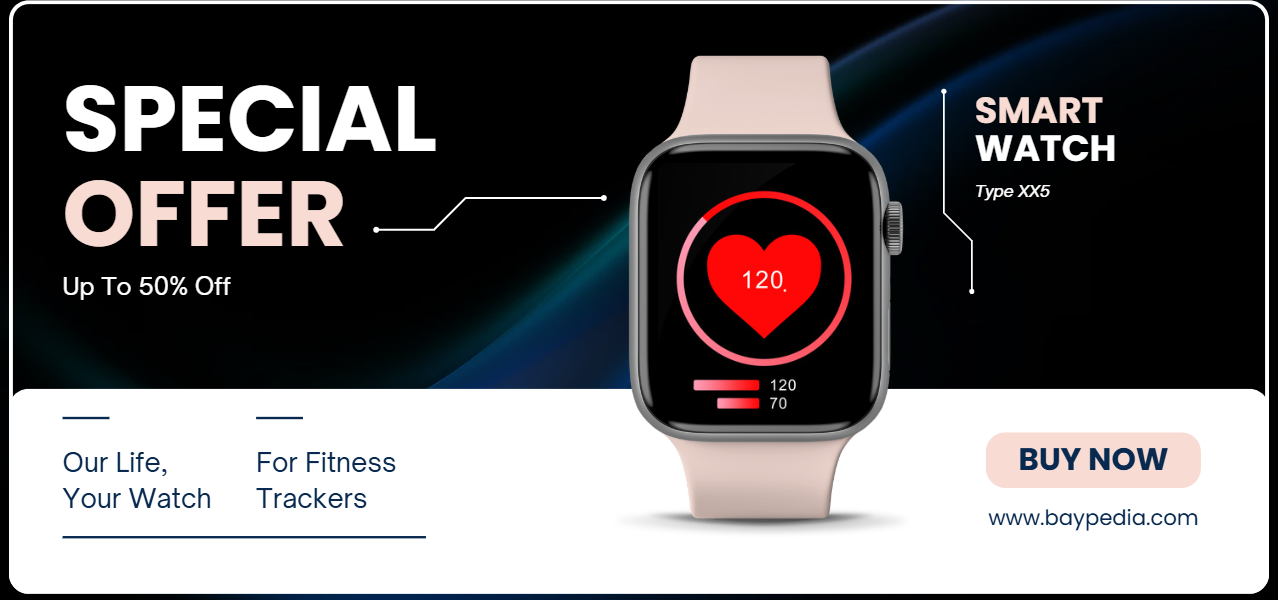 SPECIAL
OFFER
Up To 50% Off
SMART
WATCH
Type XX5
120.
120
70
Our Life,
Your Watch
For Fitness
Trackers
BUY NOW
www.baypedia.com